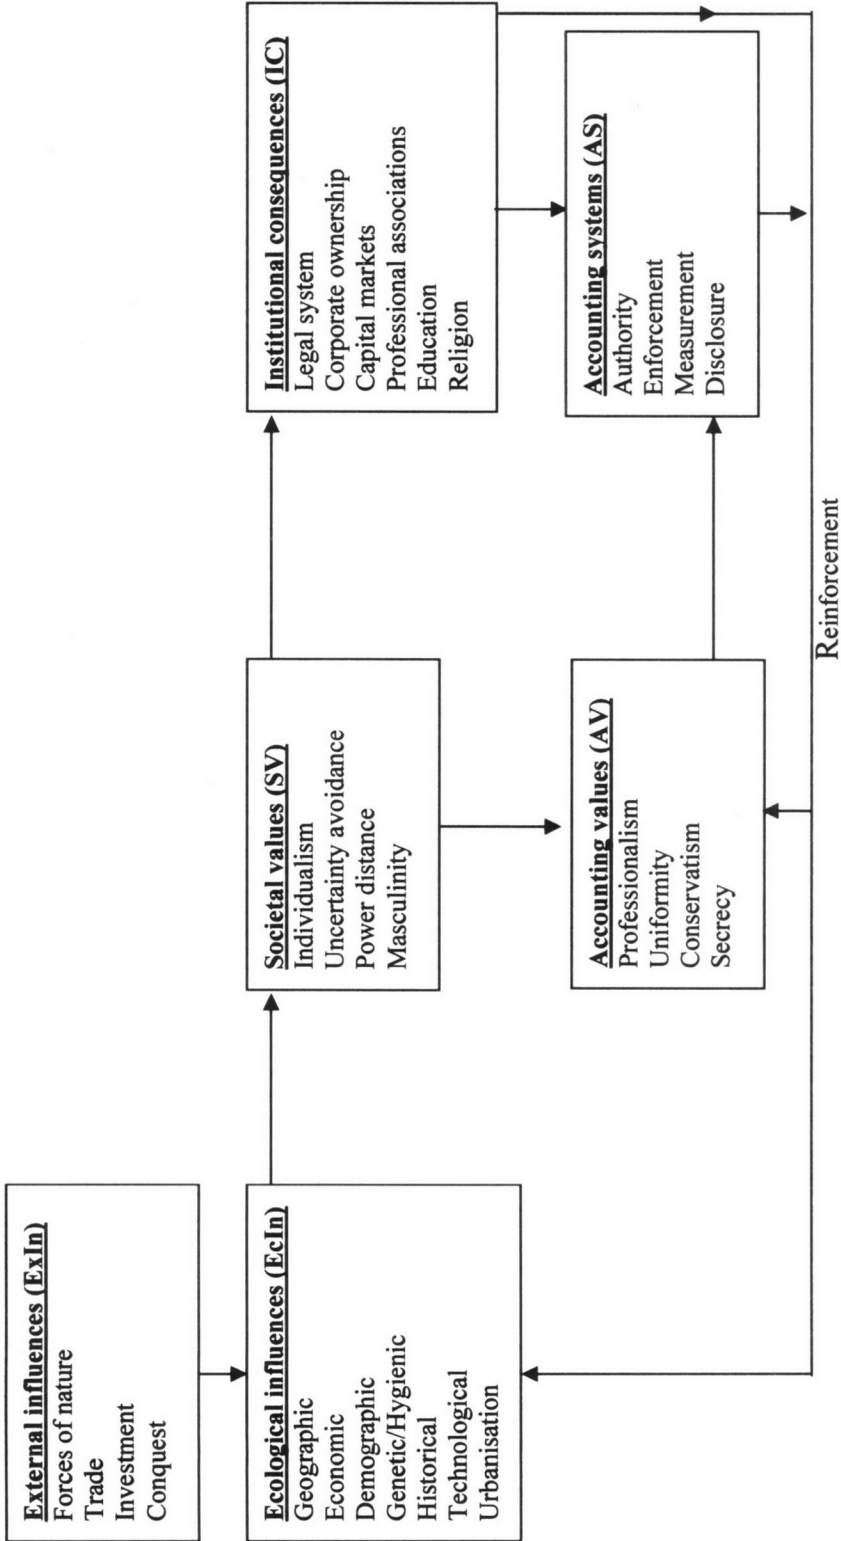 External influences (ExIn)
Forces of nature
Trade
Investment
Conquest
Ecological influences (EcIn)
Geographic
Economic
Demographic
Genetic/Hygienic
Historical
Technological
Urbanisation
Societal values (SV)
Individualism
Uncertainty avoidance
Power distance
Masculinity
Accounting values (AV)
Professionalism
Uniformity
Conservatism
Secrecy
Institutional consequences (IC)
Legal system
Corporate ownership
Capital markets
Professional associations
Education
Religion
Accounting systems (AS)
Authority
Enforcement
Measurement
Disclosure
Reinforcement